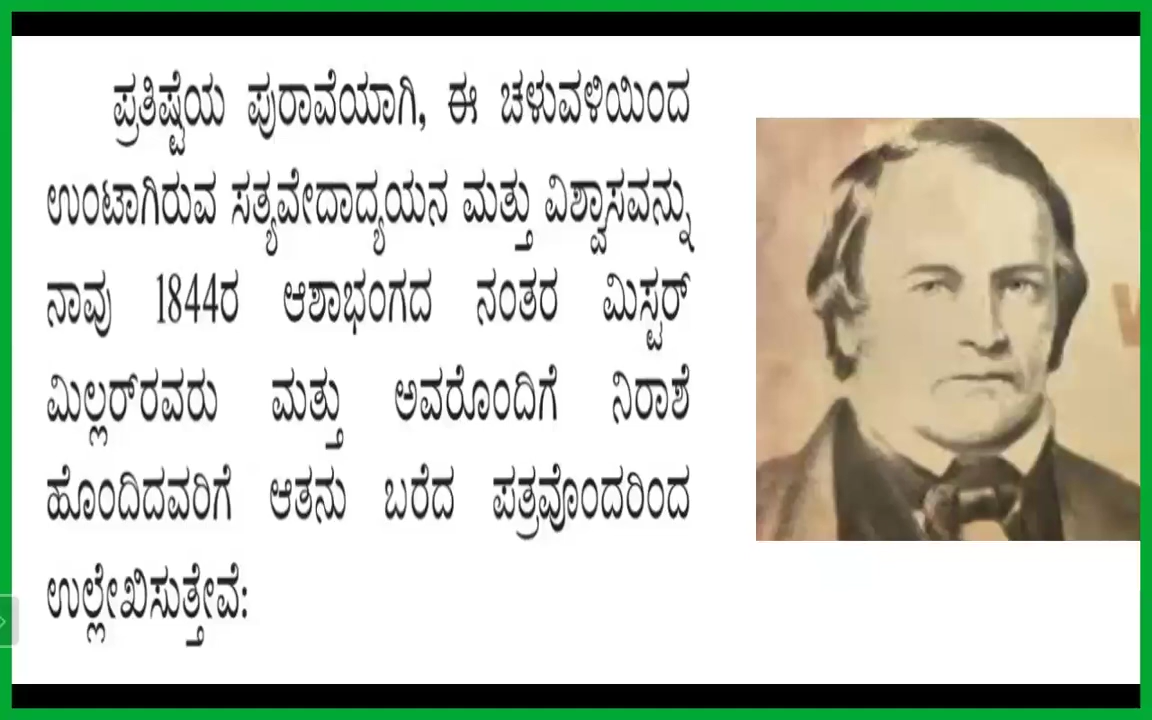 ಪ್ರತಿಷ್ಟೆಯ ಪುರಾವೆಯಾಗಿ, ಈ ಚಳುವಳಿಯಿಂದ
ಉಂಟಾಗಿರುವ ಸತ್ಯವೇದಾದ್ಯಯನ ಮತ್ತು ವಿಶ್ವಾಸವನ್ನು
ನಾವು 1844ರ ಆಶಾಭಂಗದ ನಂತರ ಮಿಸ್ಟರ್
ಮಿಲ್ಲರ್‌ರವರು ಮತ್ತು ಅವರೊಂದಿಗೆ ನಿರಾಶೆ
ಹೊಂದಿದವರಿಗೆ ಆತನು ಬರೆದ ಪತ್ರವೊಂದರಿಂದ
ಉಲ್ಲೇಖಿಸುತ್ತೇವೆ: